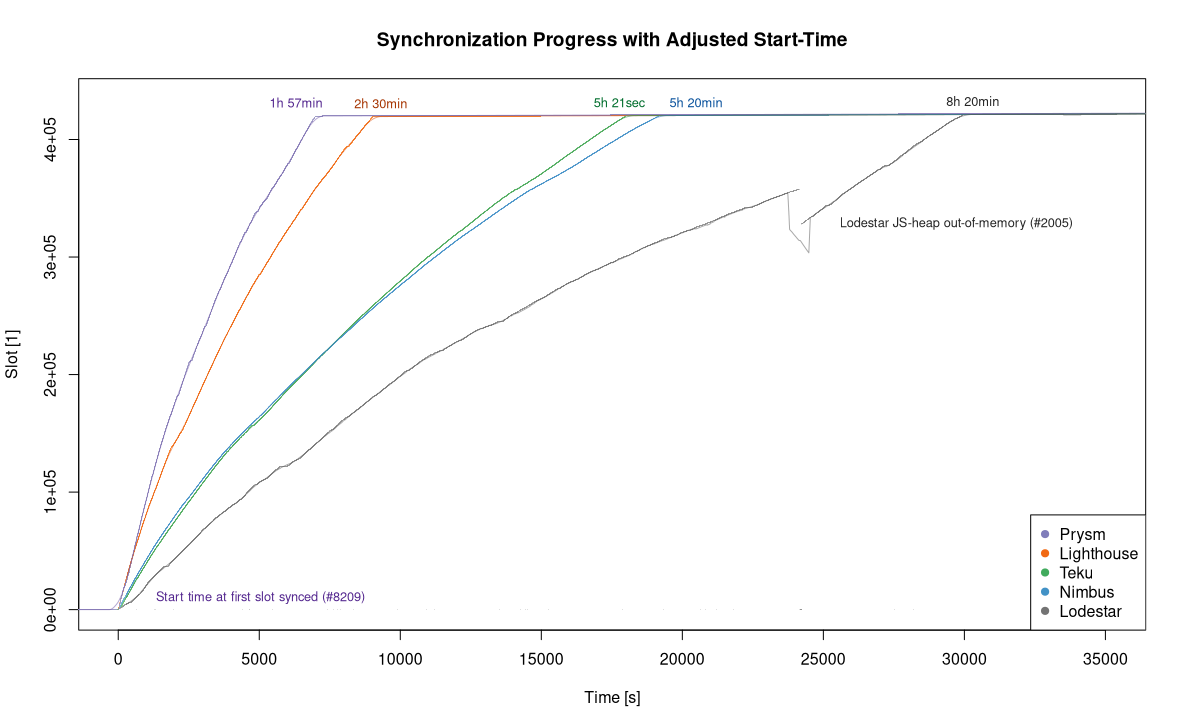 Synchronization Progress with Adjusted Start-Time
1h 57min
2h 30min
5h 21sec
5h 20min
8h 20min
4e+05
3e+05
2e+05
1e+05
0e+00
Slot [1]
Lodestar JS-heap out-of-memory (#2005)
Start time at first slot synced (#8209)
Prysm
Lighthouse
Teku
Nimbus
Lodestar
0
5000
10000
15000
20000
25000
30000
35000
Time [s]